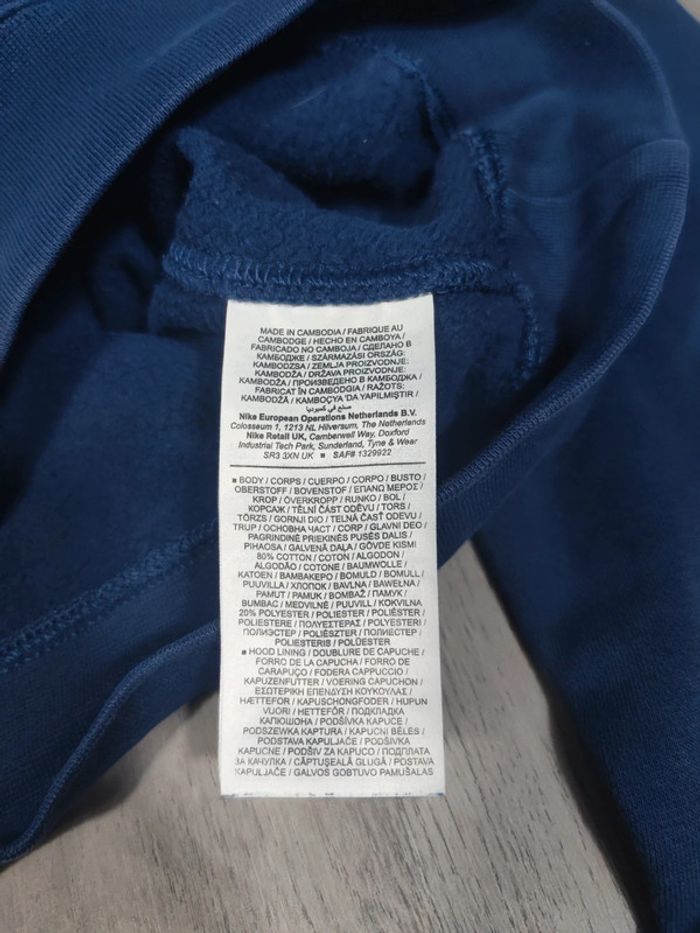 MADE IN CAMBODIA / FABRIQUE AU
CAMBODGE / HECHO EN CAMBOYA /
FABRICADO NO CAMBOJA / СДЕЛАНО В
КАМБОДЖЕ / SZÁRMAZÁSI ORSZÁG:
KAMBODZSA / ZEMLJA PROIZVODNJE:
KAMBODŽA / DRŽAVA PROIZVODNJE:
KAMBODŽA / ПРОИЗВЕДЕНО В КАМБОДЖА /
FABRICAT ÎN CAMBODGIA / RAŽOTS:
KAMBODŽĀ / KAMBOÇYA 'DA YAPILMIŞTIR /
صنع في كمبوديا
Nike European Operations Netherlands B.V.
Colosseum 1, 1213 NL Hilversum, The Netherlands
Nike Retail UK, Camberwell Way, Doxford
Industrial Tech Park, Sunderland, Tyne & Wear
SR3 3XN UK ■ SAF# 1329922
■ BODY / CORPS / CUERPO / CORPO / BUSTO /
OBERSTOFF / BOVENSTOF / ΕΠΑΝΩ ΜΕΡΟΣ /
KROP / ÖVERKROPP / RUNKO / BOL /
КОРСАЖ / TĚLNÍ ČÁST ODĚVU / TORS /
TÖRZS / GORNJI DIO / TELNÁ ČASŤ ODEVU /
TRUP / ОСНОВНА ЧАСТ / CORP / GLAVNI DEO /
PAGRINDINĖ PRIEKINĖS PUSĖS DALIS /
PIHAOSA / GALVENĀ DAĻA / GÖVDE KISMI
80% COTTON / COTON / ALGODON /
ALGODÃO / COTONE / BAUMWOLLE /
KATOEN / ΒΑΜΒΑΚΕΡΟ / BOMULD / BOMULL /
PUUVILLA / ХЛОПОК / BAVLNA / BAWEŁNA /
PAMUT / PAMUK / BOMBAŽ / ПАМУК /
BUMBAC / MEDVILNĖ / PUUVILL / KOKVILNA
20% POLYESTER / POLIESTER / POLIÉSTER /
POLIESTERE / ΠΟΛΥΕΣΤΕΡΑΣ / POLYESTERI /
ПОЛИЭСТЕР / POLIÉSZTER / ПОЛИЕСТЕР /
POLIESTERIS / POLÜESTER
■ HOOD LINING / DOUBLURE DE CAPUCHE /
FORRO DE LA CAPUCHA / FORRO DE
CARAPUÇO / FODERA CAPPUCCIO /
KAPUZENFUTTER / VOERING CAPUCHON /
ΕΣΩΤΕΡΙΚΗ ΕΠΕΝΔΥΣΗ ΚΟΥΚΟΥΛΑΣ /
HÆTTEFOR / KAPUSCHONGFODER / HUPUN
VUORI / HETTEFÔR / ПОДКЛАДКА
КАПЮШОНА / PODŠÍVKA KAPUCE /
PODSZEWKA KAPTURA / KAPUCNI BÉLÉS /
PODSTAVA KAPULJAČE / PODŠÍVKA
KAPUCNE / PODŠIV ZA KAPUCO / ПОДПЛАТА
ЗА КАЧУЛКА / CĂPTUȘEALĂ GLUGĂ / POSTAVA
KAPULJAČE / GALVOS GOBTUVO PAMUŠALAS